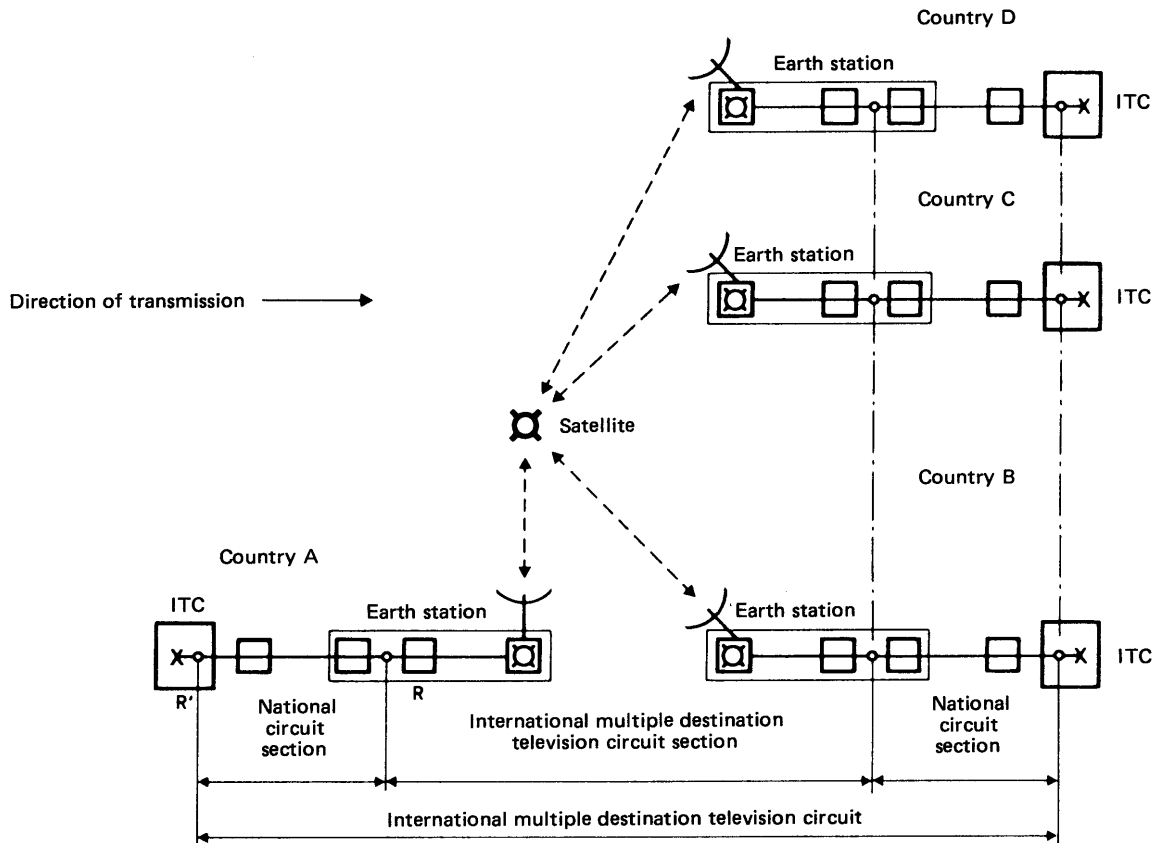 Country D
Earth station
ITC
Country C
Earth station
ITC
Direction of transmission
Satellite
Country B
Country A
ITC
Earth station
Earth station
ITC
R'
R
National
circuit
section
International multiple destination
television circuit section
National
circuit
section
International multiple destination television circuit